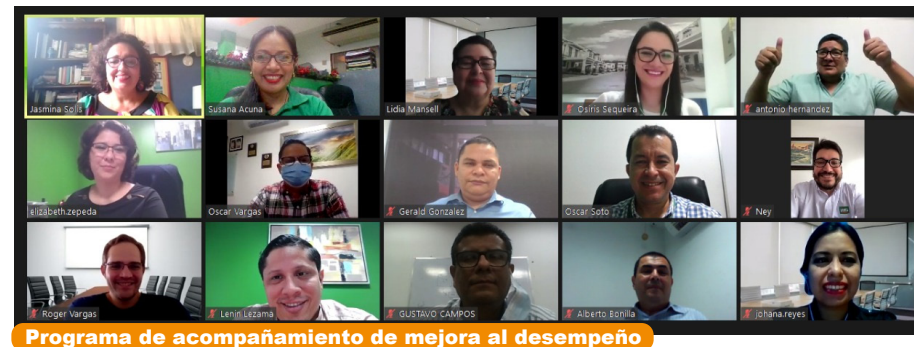 Jasmina Solis
Susana Acuna
Lidia Mansell
Osiris Sequeira
antonio hernandez
elizabeth.zepeda
Oscar Vargas
Gerald Gonzalez
Oscar Soto
Ney
Roger Vargas
Lenin Lezama
GUSTAVO CAMPOS
Alberto Bonilla
johana.reyes
Programa de acompañamiento de mejora al desempeño